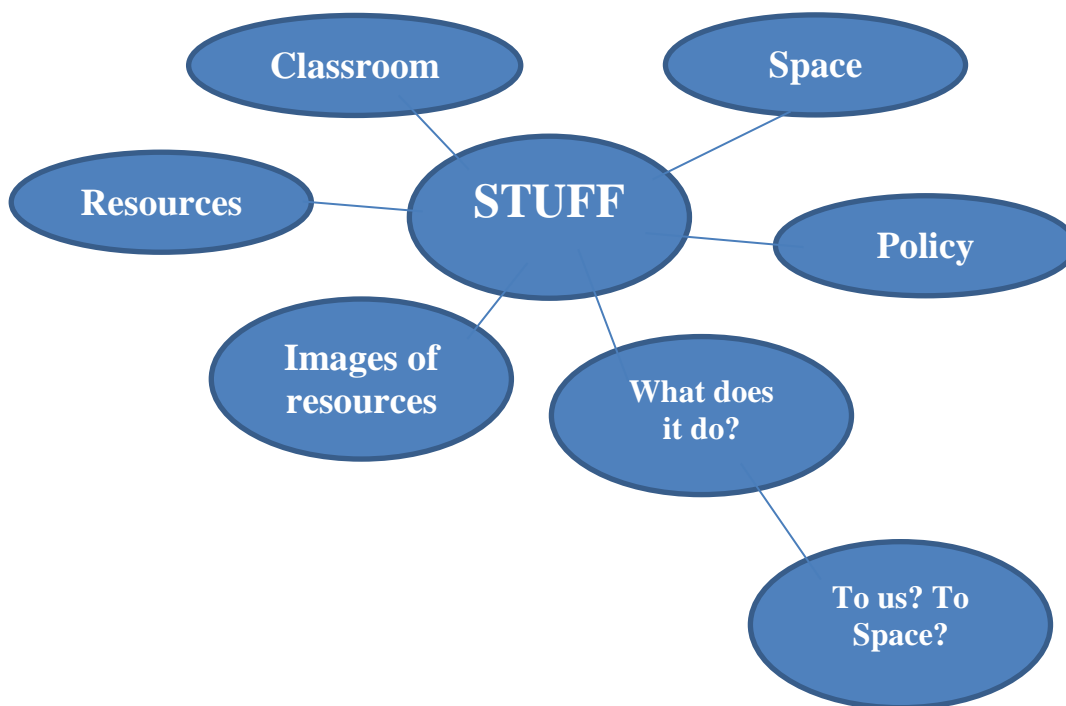 Classroom
Space
STUFF
Resources
Policy
Images of
resources
What does
it do?
To us? To
Space?